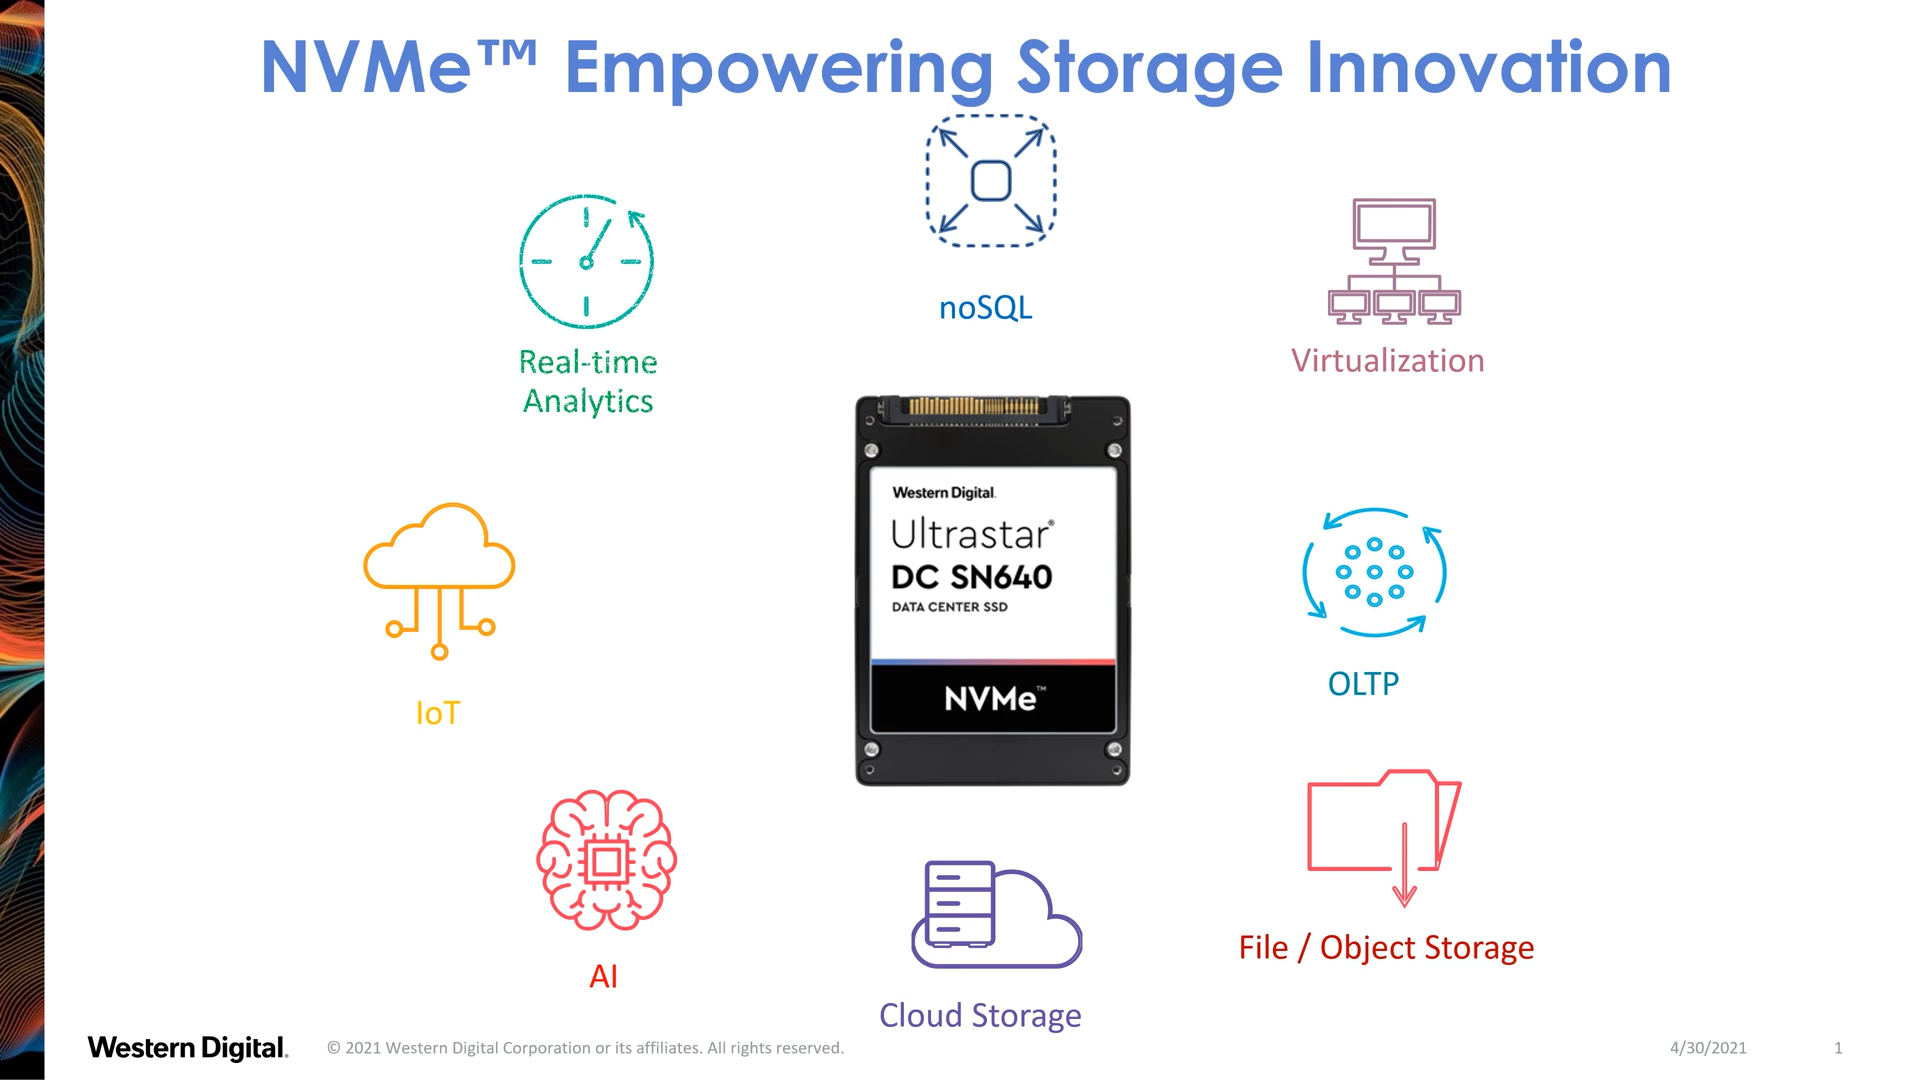 NVMe™ Empowering Storage Innovation
noSQL
Real-time
Analytics
Virtualization
Western Digital.
Ultrastar®
DC SN640
DATA CENTER SSD
NVMe™
IoT
OLTP
AI
Cloud Storage
File / Object Storage
Western Digital.
© 2021 Western Digital Corporation or its affiliates. All rights reserved.
4/30/2021
1